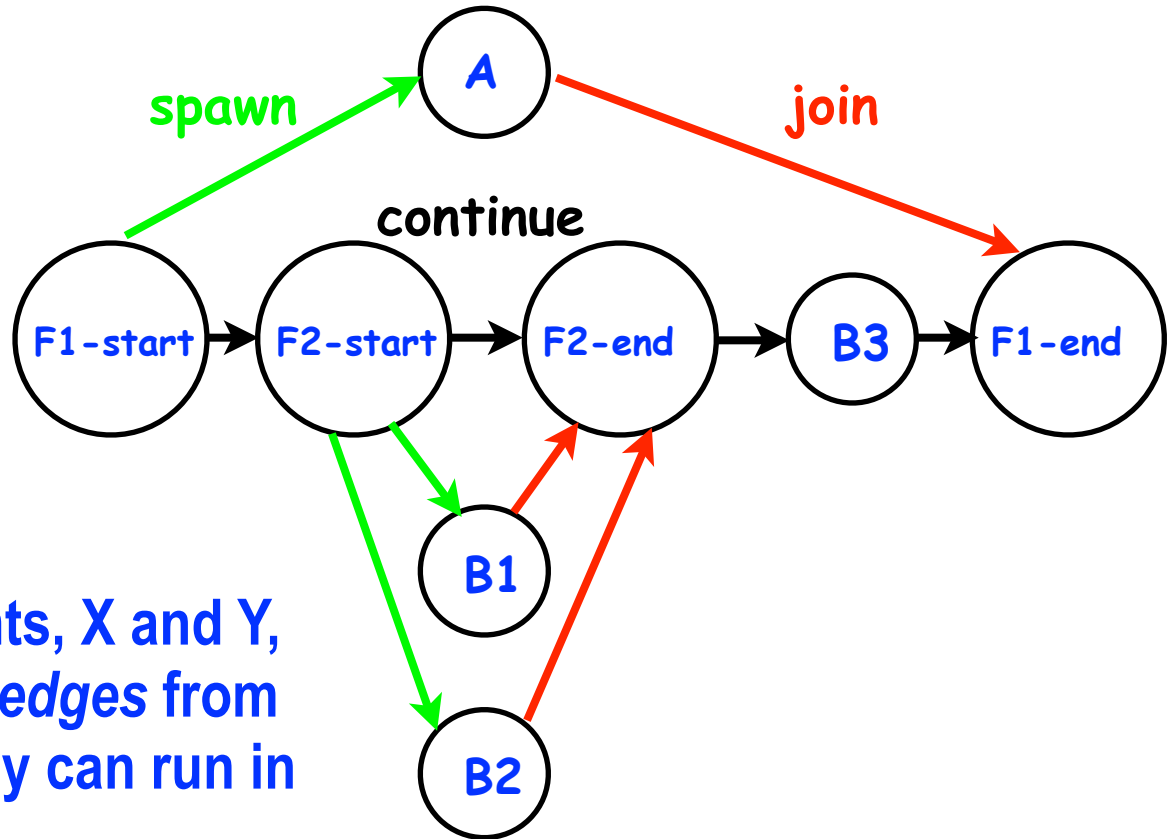 A
spawn
join
continue
F1-start
F2-start
F2-end
B3
F1-end
B1
ts, X and Y,
edges from
B2
y can run in